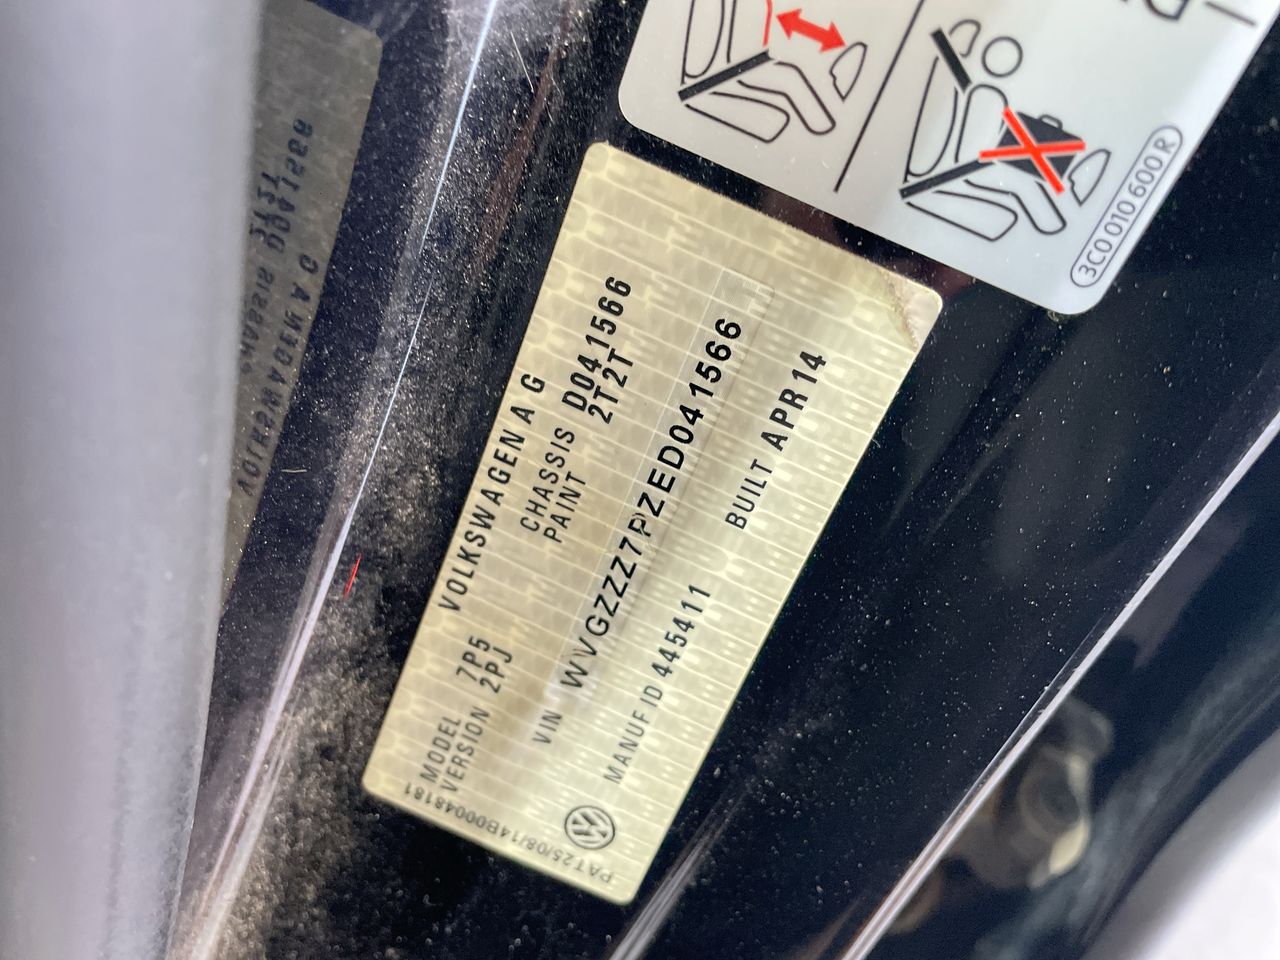 VOLKSWAGEN AG
MODEL 7P5 CHASSIS D041566
VERSION 2PJ PAINT 2T2T
VIN WVGZZZ7PZED041566
MANUF ID 445411 BUILT APR14
PAT25/08/14B00048181
3C0 010 600 R